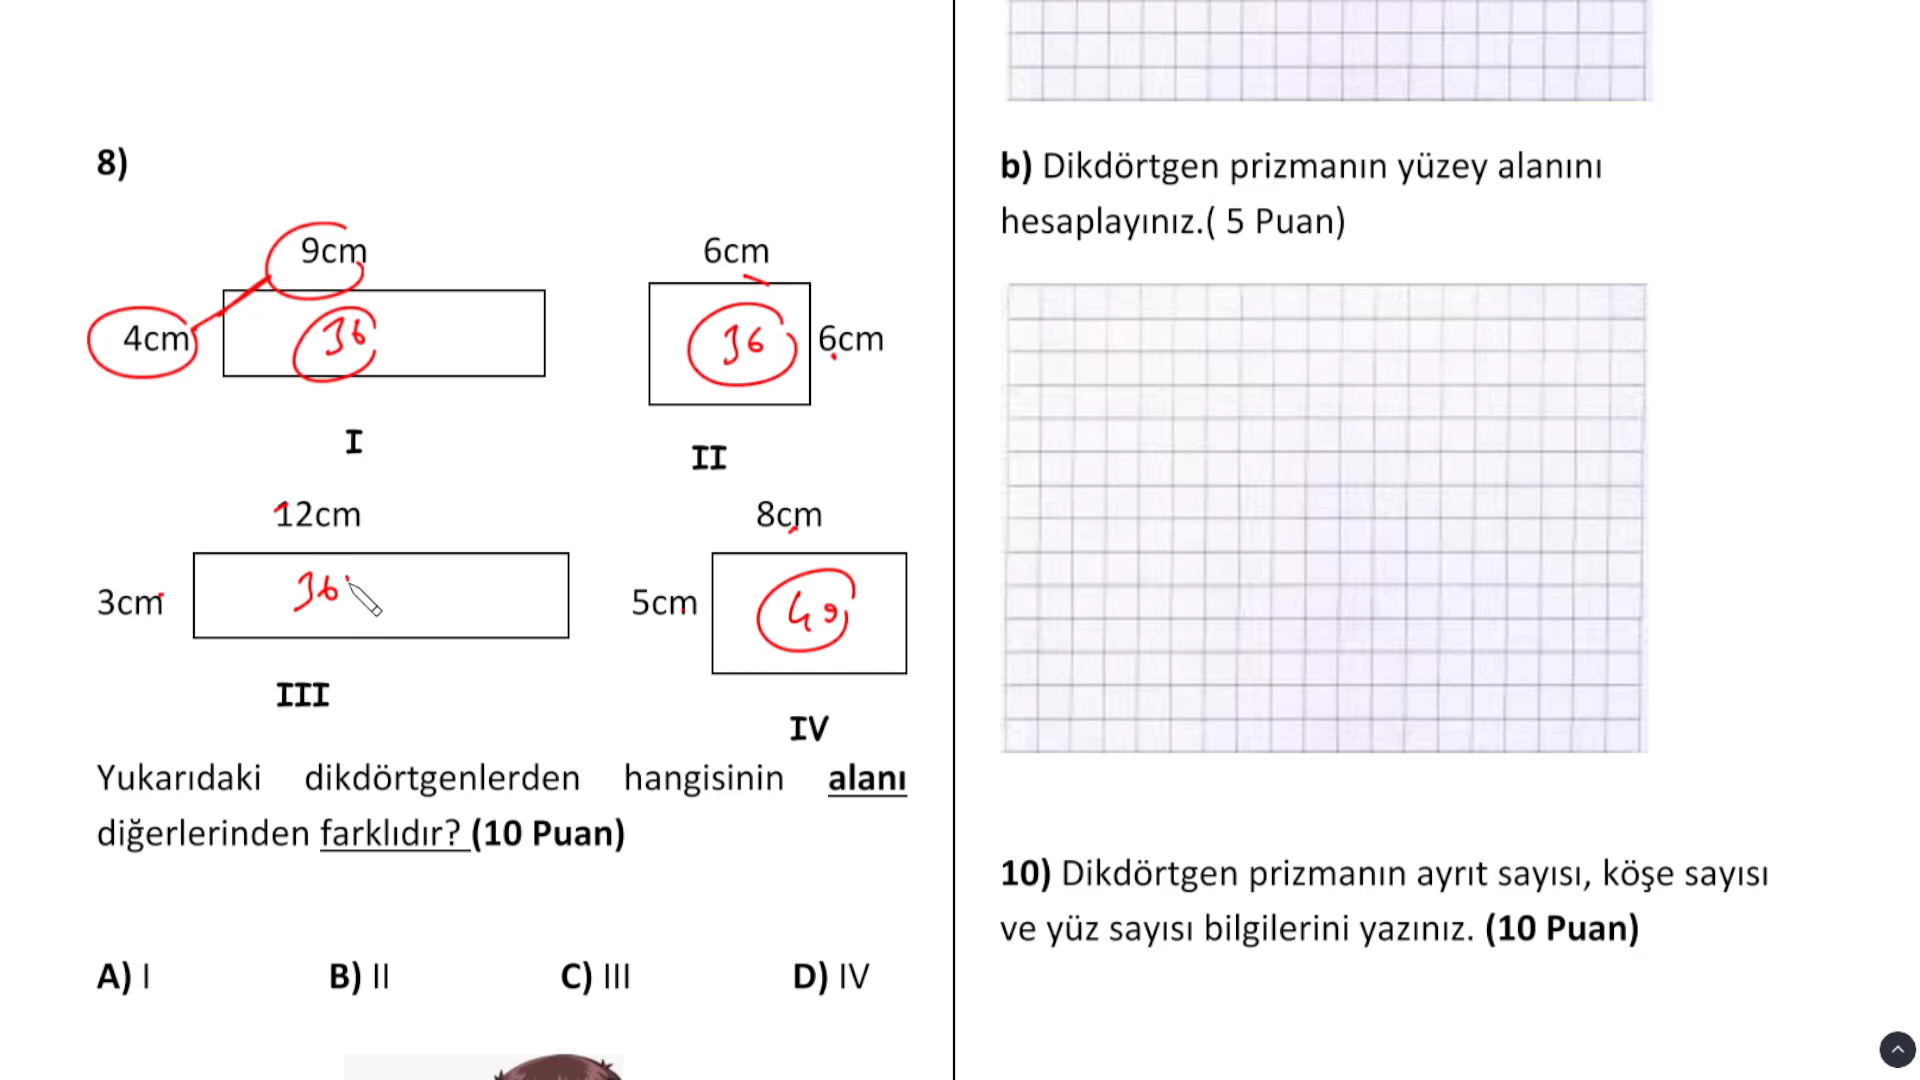 8)
9cm
4cm
36
I
6cm
36
6cm
II
12cm
3cm
36
III
8cm
5cm
40
IV
Yukarıdaki dikdörtgenlerden hangisinin alanı
diğerlerinden farklıdır? (10 Puan)
A) I B) II C) III D) IV
b) Dikdörtgen prizmanın yüzey alanını
hesaplayınız.( 5 Puan)
10) Dikdörtgen prizmanın ayrıt sayısı, köşe sayısı
ve yüz sayısı bilgilerini yazınız. (10 Puan)